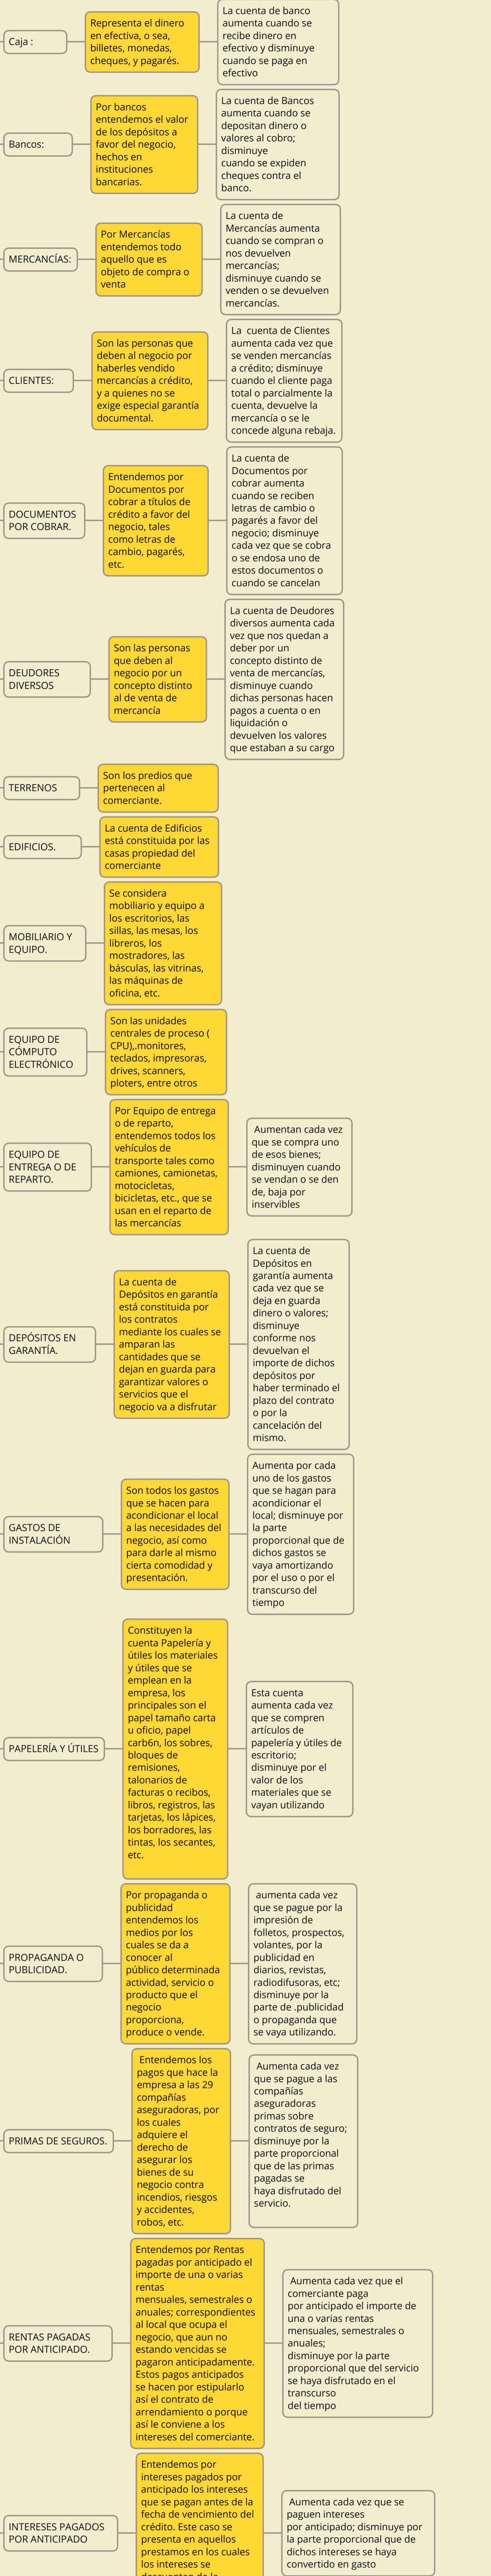 Caja :
Representa el dinero
en efectiva, o sea,
billetes, monedas,
cheques, y pagarés.
La cuenta de banco
aumenta cuando se
recibe dinero en
efectivo y disminuye
cuando se paga en
efectivo
Bancos:
Por bancos
entendemos el valor
de los depósitos a
favor del negocio,
hechos en
instituciones
bancarias.
La cuenta de Bancos
aumenta cuando se
depositan dinero o
valores al cobro;
disminuye
cuando se expiden
cheques contra el
banco.
MERCANCÍAS:
Por Mercancías
entendemos todo
aquello que es
objeto de compra o
venta
La cuenta de
Mercancías aumenta
cuando se compran o
nos devuelven
mercancías;
disminuye cuando se
venden o se devuelven
mercancías.
CLIENTES:
Son las personas que
deben al negocio por
haberles vendido
mercancías a crédito,
y a quienes no se
exige especial garantía
documental.
La  cuenta de Clientes
aumenta cada vez que
se venden mercancías
a crédito; disminuye
cuando el cliente paga
total o parcialmente la
cuenta, devuelve la
mercancía o se le
concede alguna rebaja.
DOCUMENTOS
POR COBRAR.
Entendemos por
Documentos por
cobrar a títulos de
crédito a favor del
negocio, tales
como letras de
cambio, pagarés,
etc.
La cuenta de
Documentos por
cobrar aumenta
cuando se reciben
letras de cambio o
pagarés a favor del
negocio; disminuye
cada vez que se cobra
o se endosa uno de
estos documentos o
cuando se cancelan
DEUDORES
DIVERSOS
Son las personas
que deben al
negocio por un
concepto distinto
al de venta de
mercancía
La cuenta de Deudores
diversos aumenta cada
vez que nos quedan a
deber por un
concepto distinto de
venta de mercancías,
disminuye cuando
dichas personas hacen
pagos a cuenta o en
liquidación o
devuelven los valores
que estaban a su cargo
TERRENOS
Son los predios que
pertenecen al
comerciante.
EDIFICIOS.
La cuenta de Edificios
está constituida por las
casas propiedad del
comerciante
MOBILIARIO Y
EQUIPO.
Se considera
mobiliario y equipo a
los escritorios, las
sillas, las mesas, los
libreros, los
mostradores, las
básculas, las vitrinas,
las máquinas de
oficina, etc.
EQUIPO DE
CÓMPUTO
ELECTRÓNICO
Son las unidades
centrales de proceso (
CPU),.monitores,
teclados, impresoras,
drives, scanners,
ploters, entre otros
EQUIPO DE
ENTREGA O DE
REPARTO.
Por Equipo de entrega
o de reparto,
entendemos todos los
vehículos de
transporte tales como
camiones, camionetas,
motocicletas,
bicicletas, etc., que se
usan en el reparto de
las mercancías
Aumentan cada vez
que se compra uno
de esos bienes;
disminuyen cuando
se vendan o se den
de, baja por
inservibles
DEPÓSITOS EN
GARANTÍA.
La cuenta de
Depósitos en garantía
está constituida por
los contratos
mediante los cuales se
amparan las
cantidades que se
dejan en guarda para
garantizar valores o
servicios que el
negocio va a disfrutar
La cuenta de
Depósitos en
garantía aumenta
cada vez que se
deja en guarda
dinero o valores;
disminuye
conforme nos
devuelvan el
importe de dichos
depósitos por
haber terminado el
plazo del contrato
o por la
cancelación del
mismo.
GASTOS DE
INSTALACIÓN
Son todos los gastos
que se hacen para
acondicionar el local
a las necesidades del
negocio, así como
para darle al mismo
cierta comodidad y
presentación.
Aumenta por cada
uno de los gastos
que se hagan para
acondicionar el
local; disminuye por
la parte
proporcional que de
dichos gastos se
vaya amortizando
por el uso o por el
transcurso del
tiempo
PAPELERÍA Y ÚTILES
Constituyen la
cuenta Papelería y
útiles los materiales
y útiles que se
emplean en la
empresa, los
principales son el
papel tamaño carta
u oficio, papel
carb6n, los sobres,
bloques de
remisiones,
talonarios de
facturas o recibos,
libros, registros, las
tarjetas, los lápices,
los borradores, las
tintas, los secantes,
etc.
Esta cuenta
aumenta cada vez
que se compren
artículos de
papelería y útiles de
escritorio;
disminuye por el
valor de los
materiales que se
vayan utilizando
PROPAGANDA O
PUBLICIDAD.
Por propaganda o
publicidad
entendemos los
medios por los
cuales se da a
conocer al
público determinada
actividad, servicio o
producto que el
negocio
proporciona,
produce o vende.
aumenta cada vez
que se pague por la
impresión de
folletos, prospectos,
volantes, por la
publicidad en
diarios, revistas,
radiodifusoras, etc;
disminuye por la
parte de .publicidad
o propaganda que
se vaya utilizando.
PRIMAS DE SEGUROS.
Entendemos los
pagos que hace la
empresa a las 29
compañías
aseguradoras, por
los cuales
adquiere el
derecho de
asegurar los
bienes de su
negocio contra
incendios, riesgos
y accidentes,
robos, etc.
Aumenta cada vez
que se pague a las
compañías
aseguradoras
primas sobre
contratos de seguro;
disminuye por la
parte proporcional
que de las primas
pagadas se
haya disfrutado del
servicio.
RENTAS PAGADAS
POR ANTICIPADO.
Entendemos por Rentas
pagadas por anticipado el
importe de una o varias
rentas
mensuales, semestrales o
anuales; correspondientes
al local que ocupa el
negocio, que aun no
estando vencidas se
pagaron anticipadamente.
Estos pagos anticipados
se hacen por estipularlo
así el contrato de
arrendamiento o porque
así le conviene a los
intereses del comerciante.
Aumenta cada vez que el
comerciante paga
por anticipado el importe de
una o varias rentas
mensuales, semestrales o
anuales;
disminuye por la parte
proporcional que del servicio
se haya disfrutado en el
transcurso
del tiempo
INTERESES PAGADOS
POR ANTICIPADO
Entendemos por
intereses pagados por
anticipado los intereses
que se pagan antes de la
fecha de vencimiento del
crédito. Este caso se
presenta en aquellos
prestamos en los cuales
los intereses se
Aumenta cada vez que se
paguen intereses
por anticipado; disminuye por
la parte proporcional que de
dichos intereses se haya
convertido en gasto